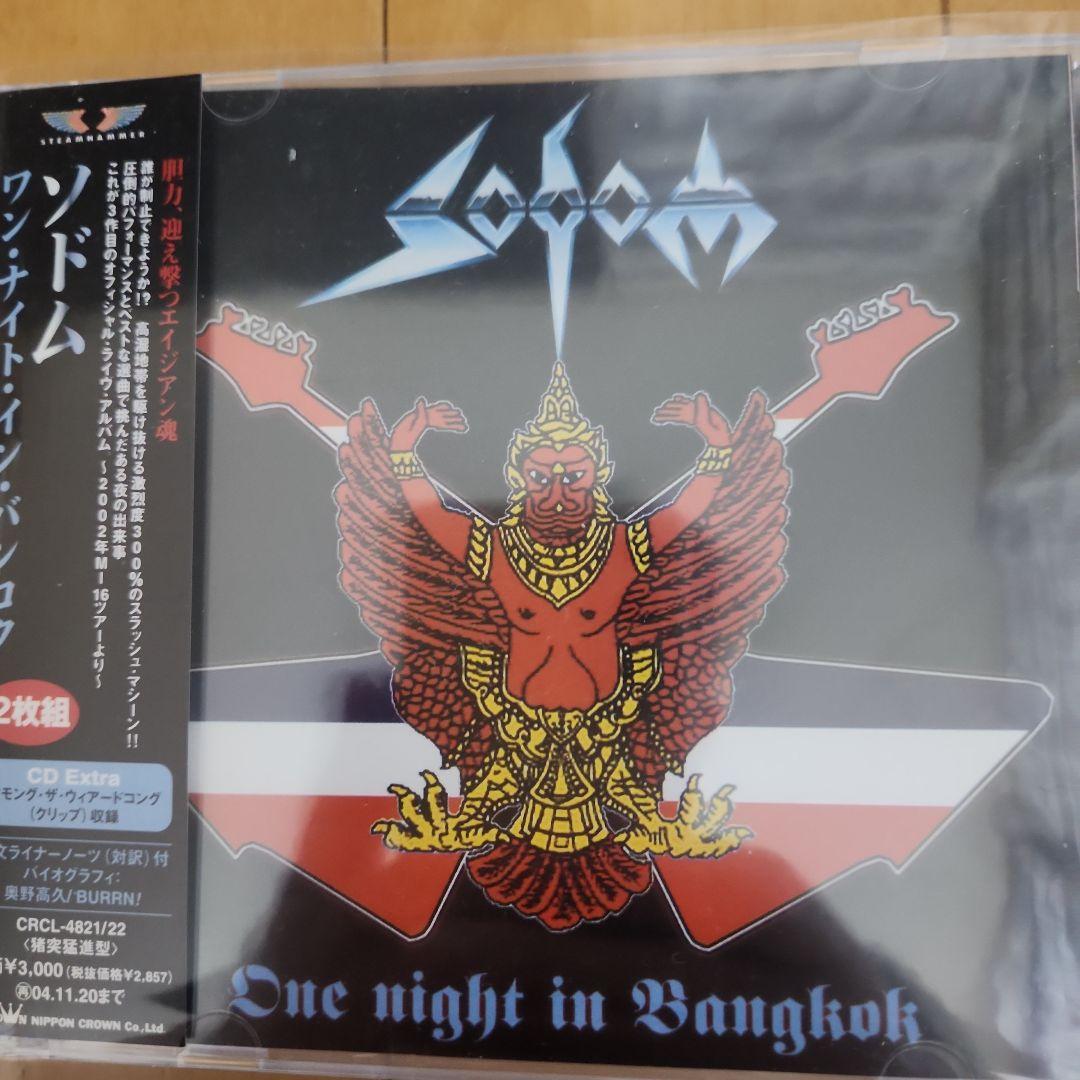 STEAMHAMMER
ソドム
ワン・ナイト・イン・バンコク
胆力、迎え撃つエイジアン魂
誰が制止できようか!? 高湿地帯を駆け抜ける激烈度300%のスラッシュ・マシーン!!
圧倒的パフォーマンスとベストな選曲で挑んだある夜の出来事
これが3作目のオフィシャル・ライヴ・アルバム 〜2002年M-16ツアーより〜
2枚組
CD Extra
モング・ザ・ウィアードコング
(クリップ)収録
ライナーノーツ(対訳)付
バイオグラフィ:
奥野高久/BURRN!
CRCL-4821/22
〈猪突猛進型〉
¥3,000(税抜価格¥2,857)
再04.11.20まで
NIPPON CROWN Co.,Ltd.
SODOM
One night in Bangkok